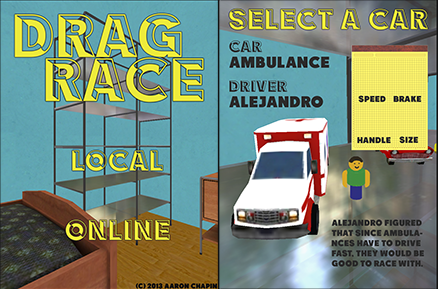 DRAG
RACE
LOCAL
ONLINE
(C) 2013 AARON CHAPIN
SELECT A CAR
CAR
AMBULANCE
DRIVER
ALEJANDRO
SPEED BRAKE
HANDLE SIZE
ALEJANDRO FIGURED
THAT SINCE AMBULA-
NCES HAVE TO DRIVE
FAST, THEY WOULD BE
GOOD TO RACE WITH.